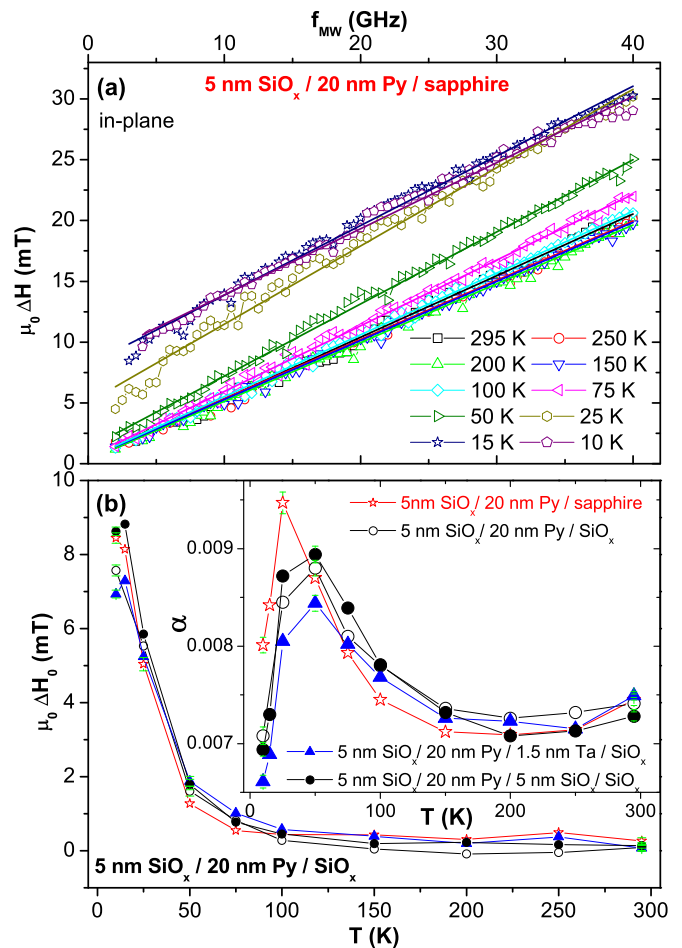 f_MW (GHz)
0 10 20 30 40
(a) 5 nm SiO_x / 20 nm Py / sapphire
in-plane
μ_0 ΔH (mT)
30
25
20
15
10
5
0
295 K 250 K
200 K 150 K
100 K 75 K
50 K 25 K
15 K 10 K
(b)
μ_0 ΔH_0 (mT)
10
8
6
4
2
0
5nm SiO_x/ 20 nm Py / sapphire
5 nm SiO_x/ 20 nm Py/ SiO_x
α
0.009
0.008
0.007
5 nm SiO_x/ 20 nm Py / 1.5 nm Ta / SiO_x
5 nm SiO_x/ 20 nm Py / 5 nm SiO_x/ SiO_x
0 100 200 300
T (K)
5 nm SiO_x / 20 nm Py / SiO_x
0 50 100 150 200 250 300
T (K)